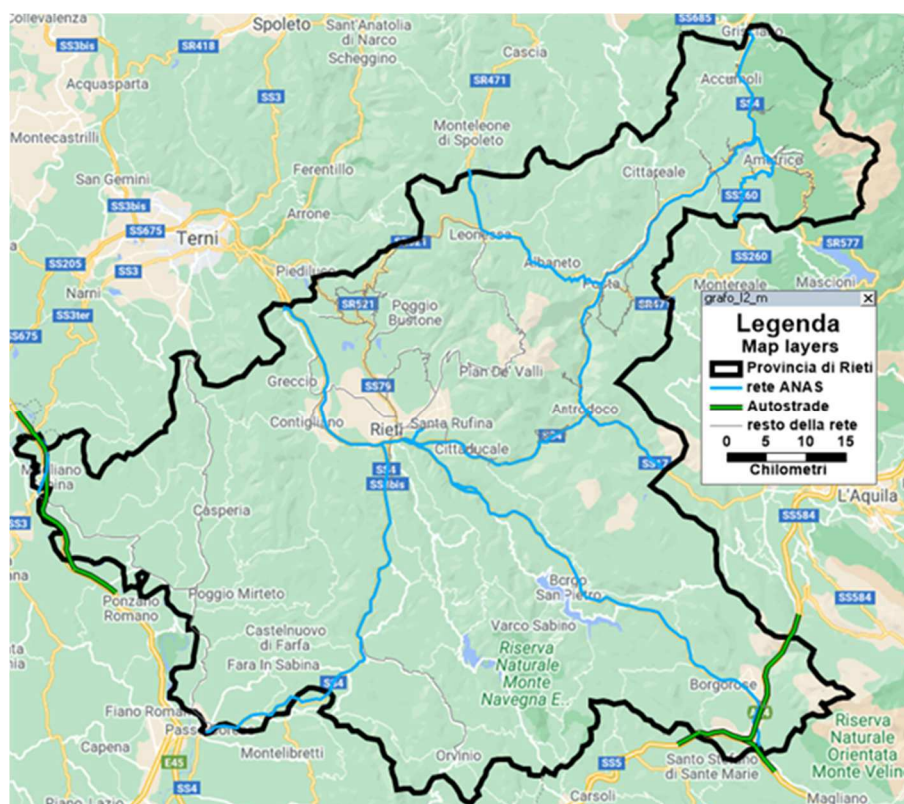 Collevalenza
Spoleto
Sant'Anatolia
di Narco
SS685
SS3bis
SR418
Scheggino
Cascia
Accumoli
Acquasparta
SS3
SR471
SS4
Montecastrilli
Monteleone
di Spoleto
Ferentillo
Cittareale
San Gemini
SS3bis
Arrone
SS675
Terni
Leonessa
SS205
SS3
Piediluco
Albaneto
SS260
SR577
Narni
Posta
Montereale
Mascioni
SS3ter
SR521
Poggio
Bustone
SS675
Greccio
SS79
Pian De' Valli
Contigliano
Antrodoco
Rieti
Santa Rufina
Cittaducale
SS4
L'Aquila
SS3
Casperia
SS584
Borgo
San Pietro
SS584
Ponzano
Romano
Poggio Mirteto
Varco Sabino
Castelnuovo
di Farfa
Riserva
Naturale
Monte
Navegna E..
Fara In Sabina
SS4
Borgorose
Capena
Montelibretti
Orvinio
Riserva
Naturale
Orientata
Monte Velino
E45
SS5
Santo Stefano
di Sante Marie
SS4
Carsoli
Magliano
grafo_l2_m
Legenda
Map layers
Provincia di Rieti
rete ANAS
Autostrade
resto della rete
0 5 10 15
Chilometri